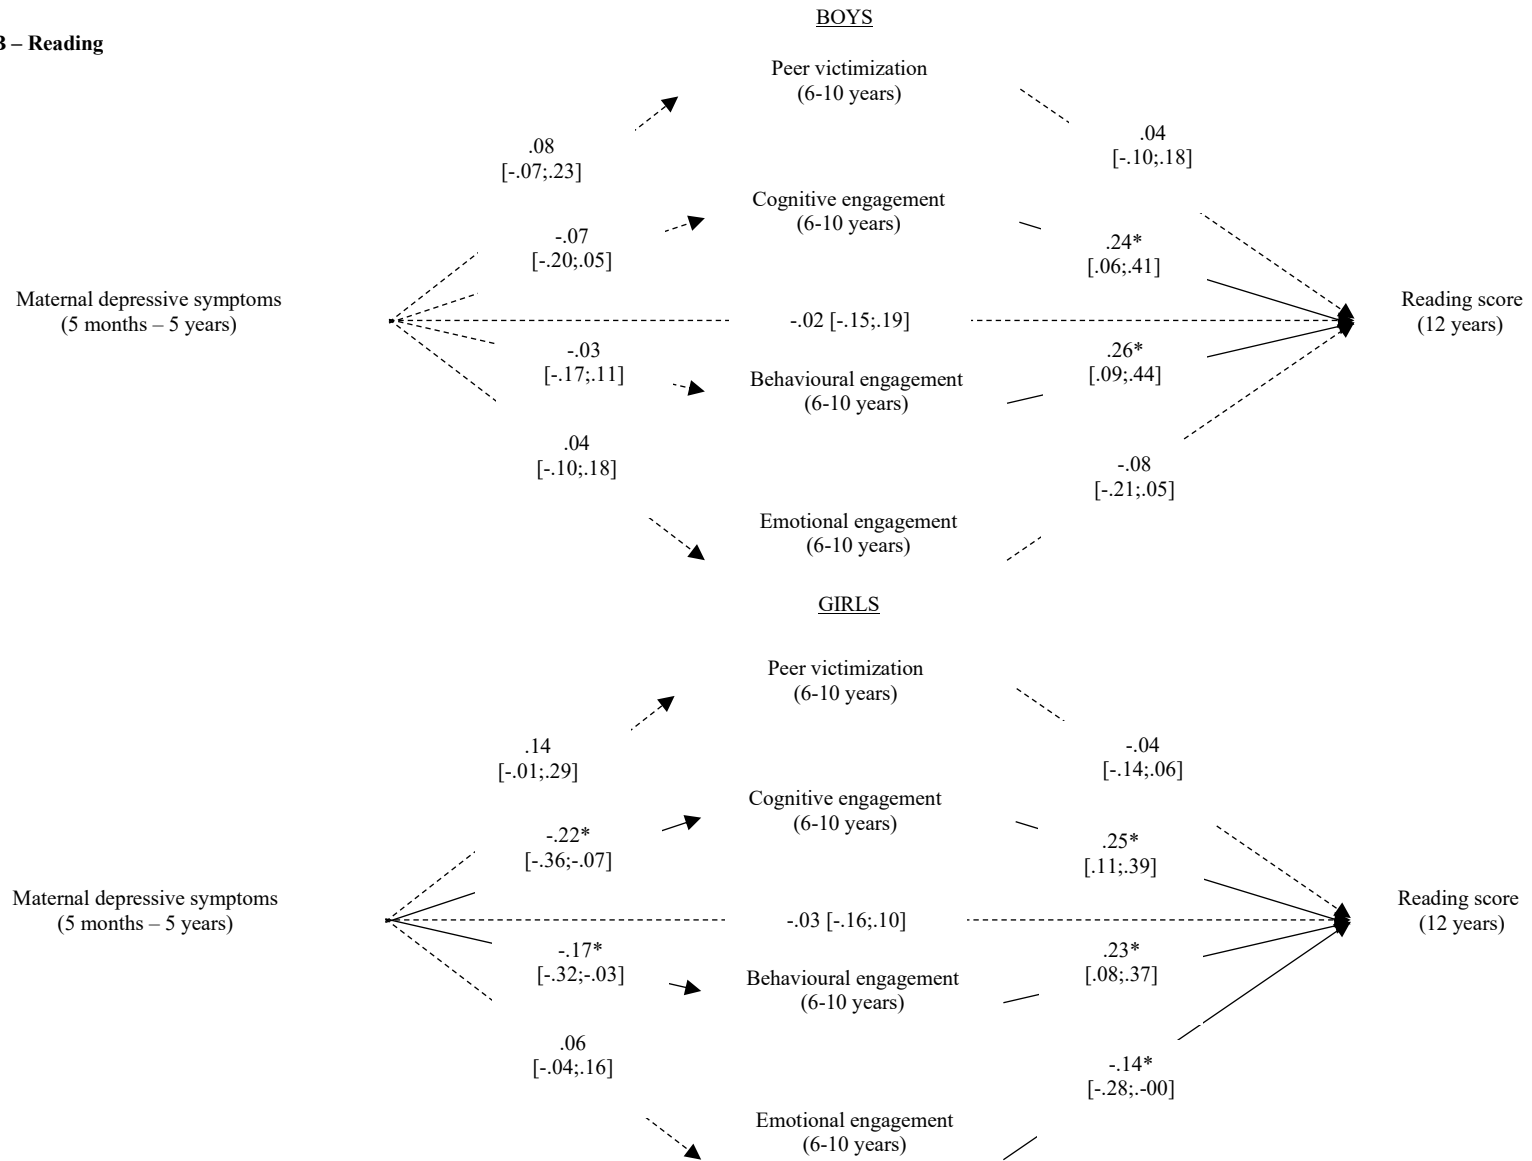 BOYS
3 – Reading
Peer victimization
(6-10 years)
.08
[-.07;.23]
.04
[-.10;.18]
Cognitive engagement
(6-10 years)
-.07
[-.20;.05]
.24*
[.06;.41]
Maternal depressive symptoms
(5 months – 5 years)
-.02 [-.15;.19]
Reading score
(12 years)
-.03
[-.17;.11]
.26*
[.09;.44]
Behavioural engagement
(6-10 years)
.04
[-.10;.18]
-.08
[-.21;.05]
Emotional engagement
(6-10 years)
GIRLS
Peer victimization
(6-10 years)
.14
[-.01;.29]
-.04
[-.14;.06]
Cognitive engagement
(6-10 years)
-.22*
[-.36;-.07]
.25*
[.11;.39]
Maternal depressive symptoms
(5 months – 5 years)
-.03 [-.16;.10]
Reading score
(12 years)
-.17*
[-.32;-.03]
.23*
[.08;.37]
Behavioural engagement
(6-10 years)
.06
[-.04;.16]
-.14*
[-.28;.-00]
Emotional engagement
(6-10 years)